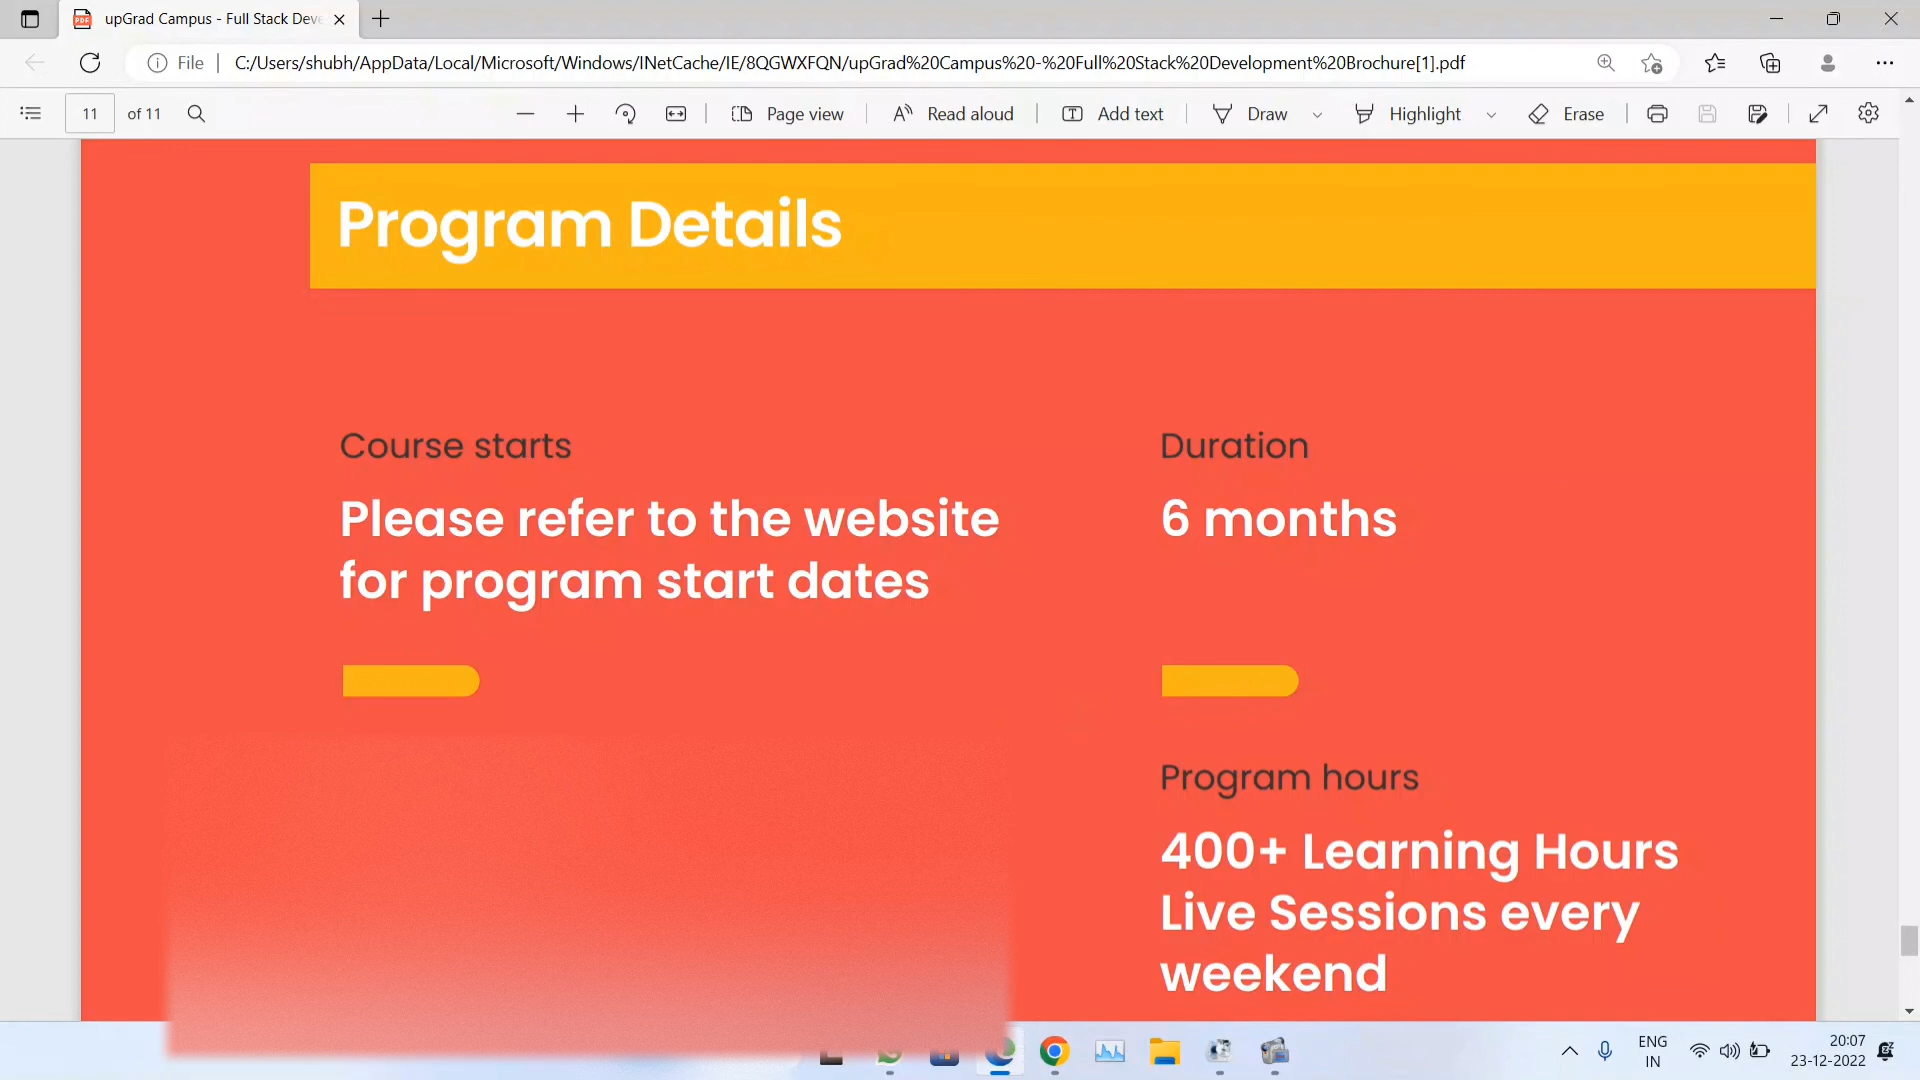 upGrad Campus - Full Stack Deve
File
C:/Users/shubh/AppData/Local/Microsoft/Windows/INetCache/IE/8QGWXFQN/upGrad%20Campus%20-%20Full%20Stack%20Development%20Brochure[1].pdf
11 of 11
Page view
Read aloud
Add text
Draw
Highlight
Erase
Program Details
Course starts
Please refer to the website
for program start dates
Duration
6 months
Program hours
400+ Learning Hours
Live Sessions every
weekend
ENG
IN
20:07
23-12-2022